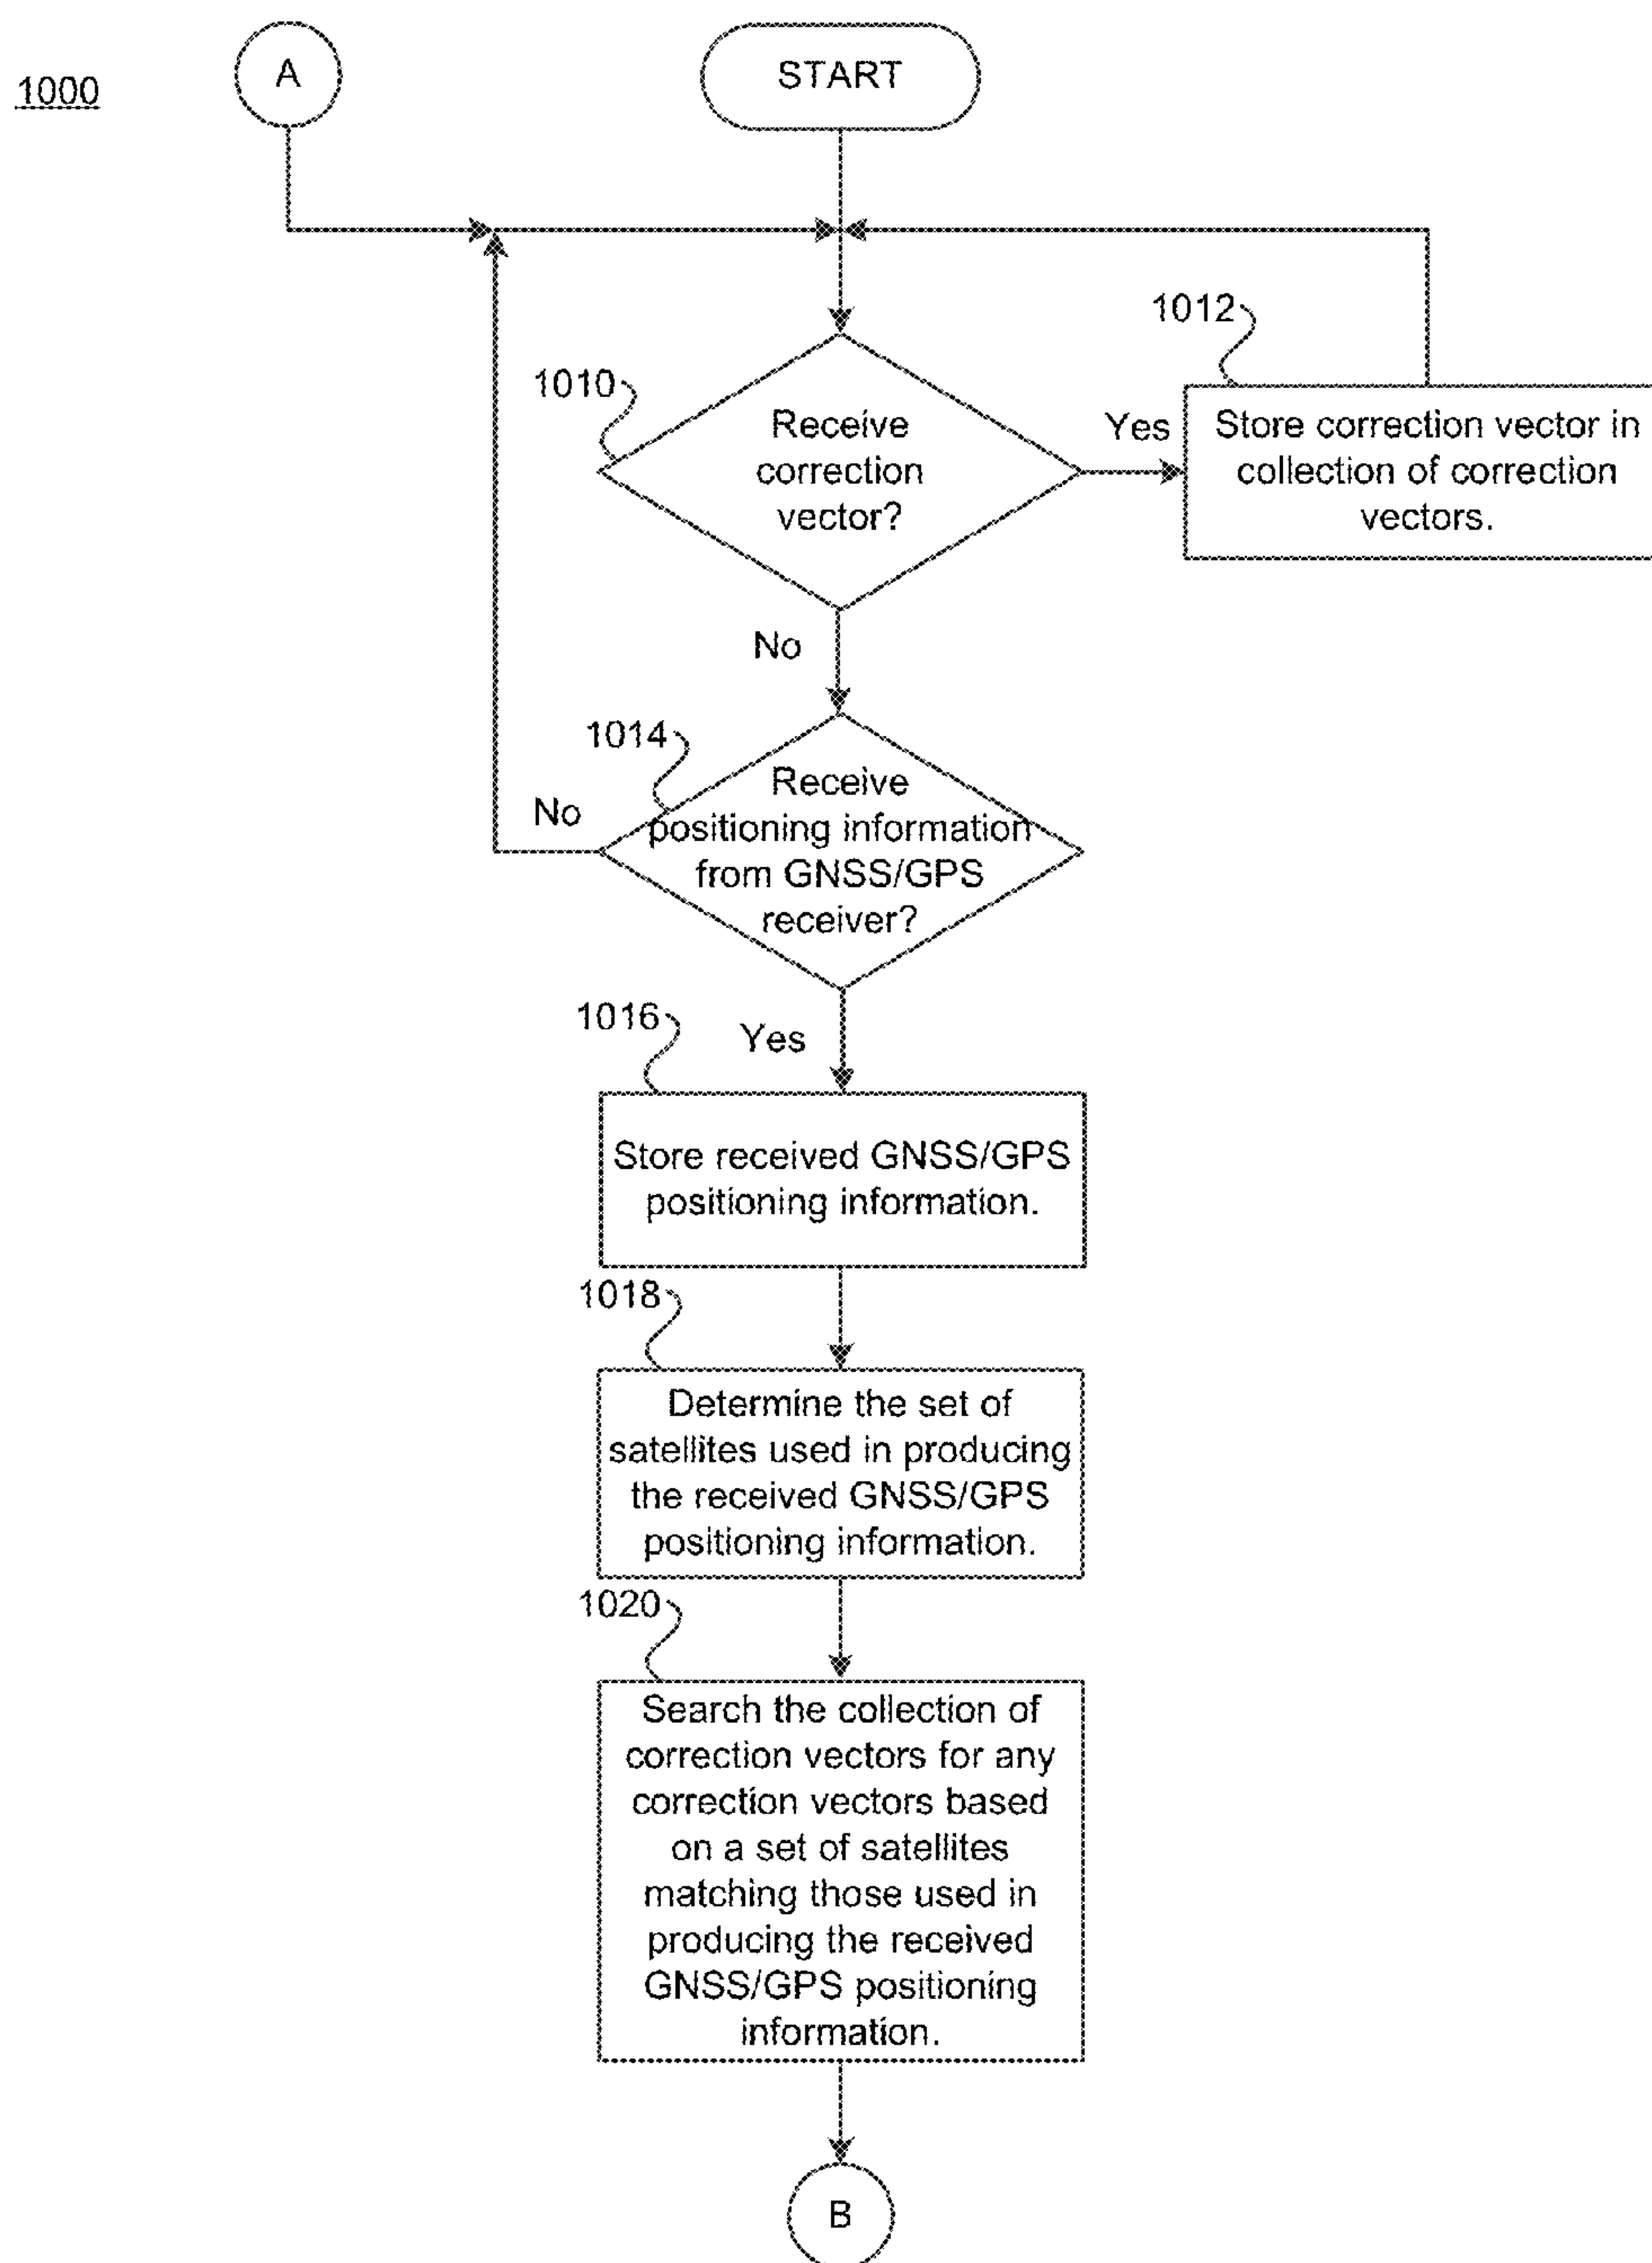 1000
A
START
1012
1010
Receive
correction
vector?
Yes
Store correction vector in
collection of correction
vectors.
No
1014
Receive
positioning information
from GNSS/GPS
receiver?
No
1016
Yes
Store received GNSS/GPS
positioning information.
1018
Determine the set of
satellites used in producing
the received GNSS/GPS
positioning information.
1020
Search the collection of
correction vectors for any
correction vectors based
on a set of satellites
matching those used in
producing the received
GNSS/GPS positioning
information.
B